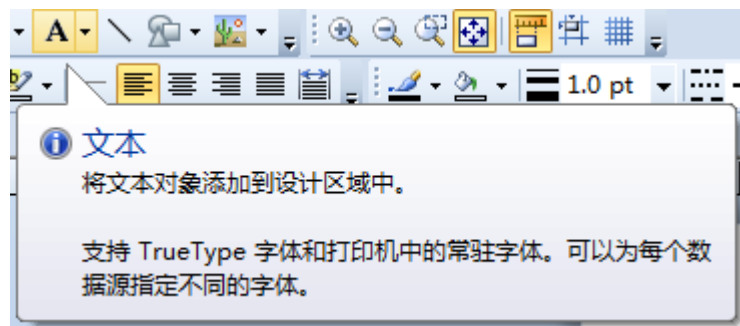 A
1.0 pt
文本
将文本对象添加到设计区域中。
支持 TrueType 字体和打印机中的常驻字体。可以为每个数
据源指定不同的字体。